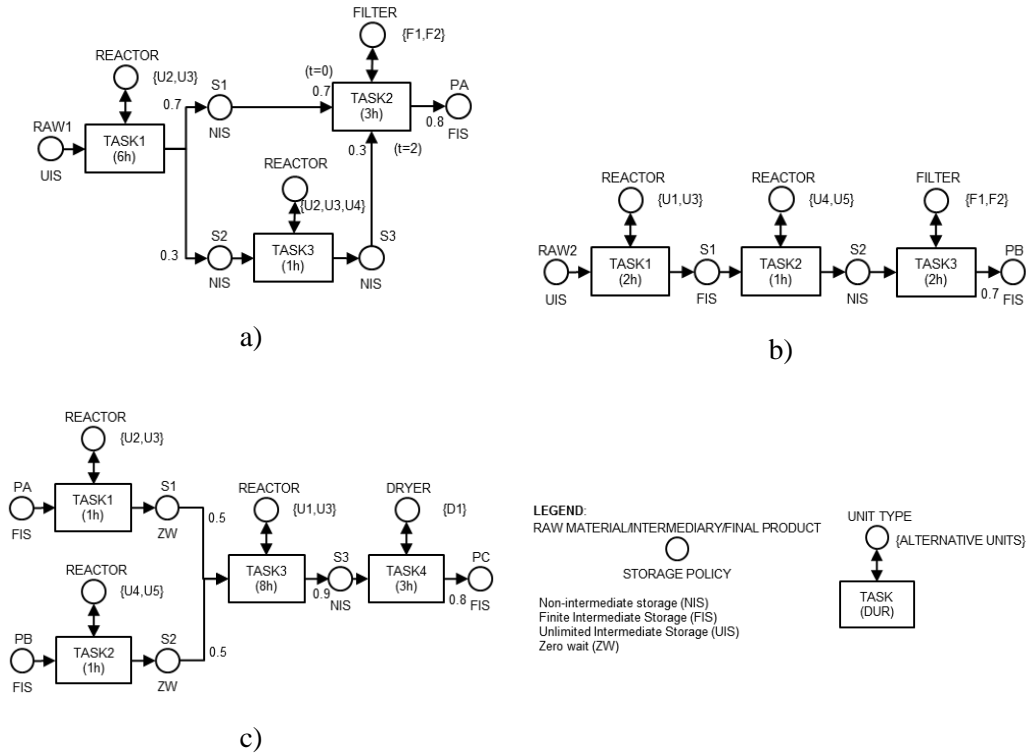 FILTER
{F1,F2}
REACTOR
{U2,U3}
S1
(t=0)
0.7
0.7
TASK2
(3h)
PA
0.8
FIS
RAW1
TASK1
(6h)
UIS
NIS
0.3
(t=2)
REACTOR
{U2,U3,U4}
S2
0.3
NIS
TASK3
(1h)
S3
NIS
a)
REACTOR
{U1,U3}
REACTOR
{U4,U5}
FILTER
{F1,F2}
RAW2
UIS
TASK1
(2h)
S1
FIS
TASK2
(1h)
S2
NIS
TASK3
(2h)
PB
0.7
FIS
b)
REACTOR
{U2,U3}
PA
FIS
TASK1
(1h)
S1
ZW
0.5
REACTOR
{U1,U3}
DRYER
{D1}
TASK3
(8h)
0.9
S3
NIS
TASK4
(3h)
PC
0.8
FIS
REACTOR
{U4,U5}
PB
FIS
TASK2
(1h)
S2
ZW
0.5
c)
LEGEND:
RAW MATERIAL/INTERMEDIARY/FINAL PRODUCT
STORAGE POLICY
Non-intermediate storage (NIS)
Finite Intermediate Storage (FIS)
Unlimited Intermediate Storage (UIS)
Zero wait (ZW)
UNIT TYPE
{ALTERNATIVE UNITS}
TASK
(DUR)